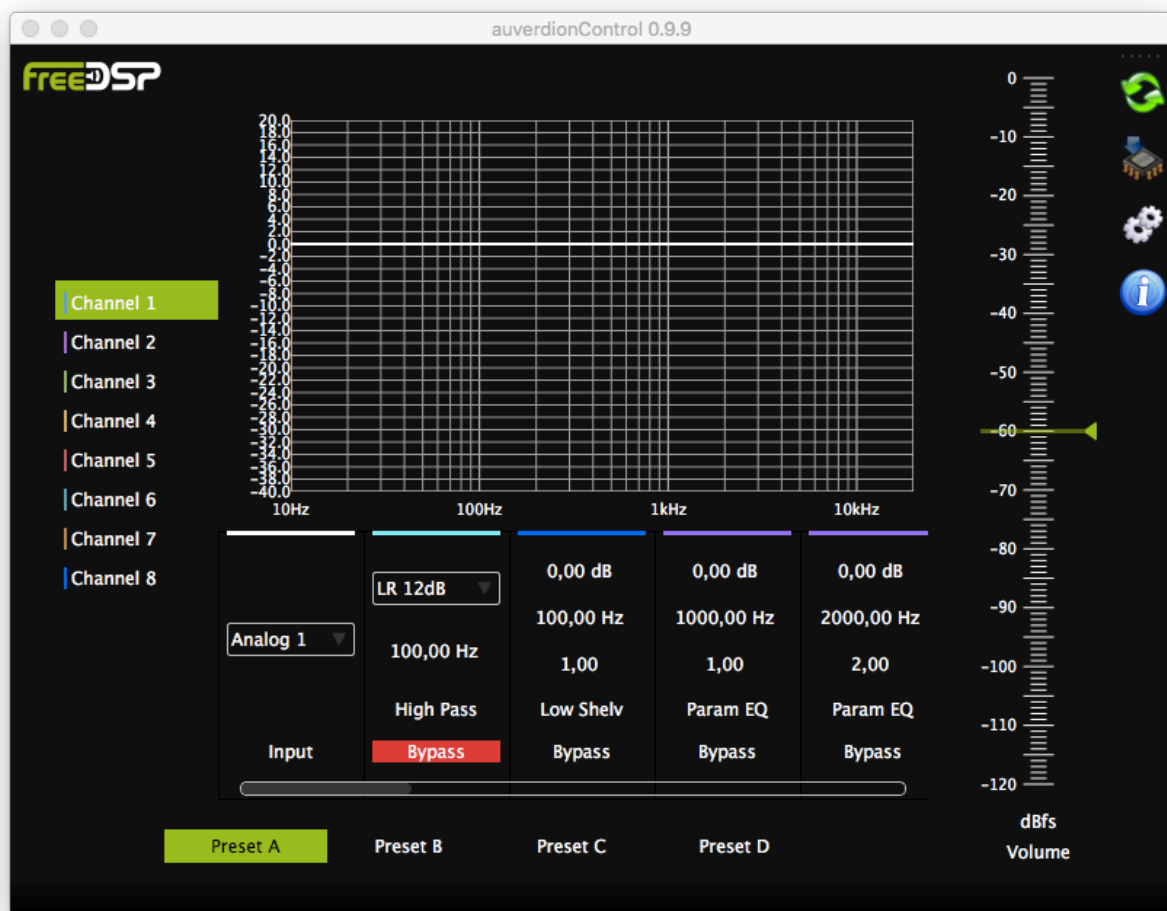 auverdionControl 0.9.9
freeDSP
20.0
18.0
16.0
14.0
12.0
10.0
8.0
6.0
4.0
2.0
0.0
-2.0
-4.0
-6.0
-8.0
-10.0
-12.0
-14.0
-16.0
-18.0
-20.0
-22.0
-24.0
-26.0
-28.0
-30.0
-32.0
-34.0
-36.0
-38.0
-40.0
10Hz 100Hz 1kHz 10kHz
Channel 1
Channel 2
Channel 3
Channel 4
Channel 5
Channel 6
Channel 7
Channel 8
Analog 1
Input
LR 12dB
100,00 Hz
High Pass
Bypass
0,00 dB
100,00 Hz
1,00
Low Shelv
Bypass
0,00 dB
1000,00 Hz
1,00
Param EQ
Bypass
0,00 dB
2000,00 Hz
2,00
Param EQ
Bypass
Preset A Preset B Preset C Preset D
0
-10
-20
-30
-40
-50
-60
-70
-80
-90
-100
-110
-120
dBfs
Volume